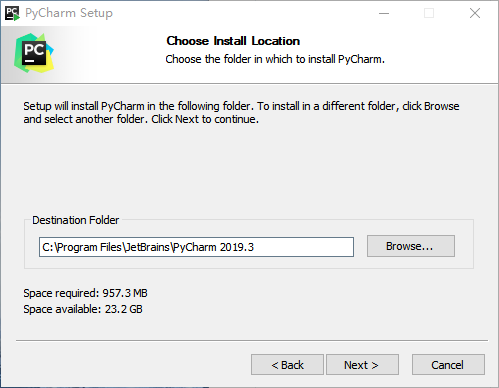 PyCharm Setup
PC
Choose Install Location
Choose the folder in which to install PyCharm.
Setup will install PyCharm in the following folder. To install in a different folder, click Browse
and select another folder. Click Next to continue.
Destination Folder
C:\Program Files\JetBrains\PyCharm 2019.3
Browse...
Space required: 957.3 MB
Space available: 23.2 GB
< Back
Next >
Cancel